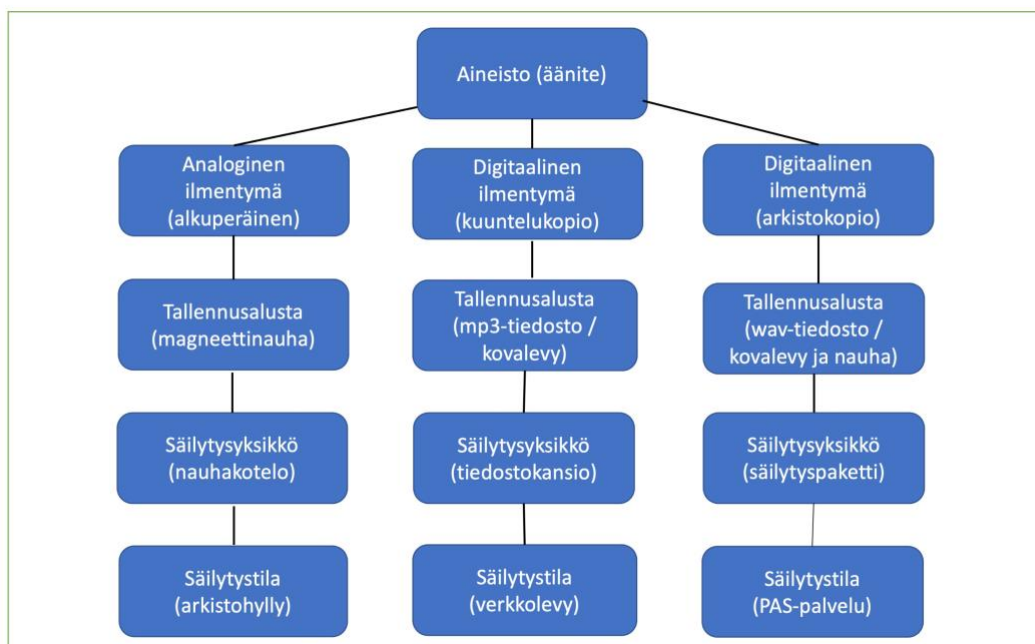 Aineisto (äänite)
Analoginen
ilmentymä
(alkuperäinen)
Digitaalinen
ilmentymä
(kuuntelukopio)
Digitaalinen
ilmentymä
(arkistokopio)
Tallennusalusta
(magneettinauha)
Tallennusalusta
(mp3-tiedosto /
kovalevy)
Tallennusalusta
(wav-tiedosto /
kovalevy ja nauha)
Säilytysyksikkö
(nauhakotelo)
Säilytysyksikkö
(tiedostokansio)
Säilytysyksikkö
(säilytyspaketti)
Säilytystila
(arkistohylly)
Säilytystila
(verkkolevy)
Säilytystila
(PAS-palvelu)